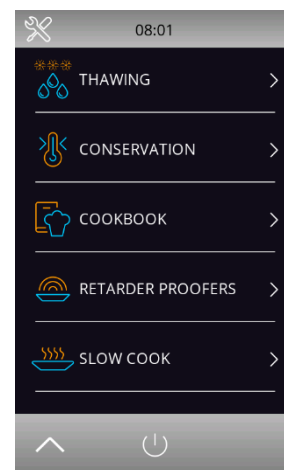 08:01
THAWING
CONSERVATION
COOKBOOK
RETARDER PROOFERS
SLOW COOK